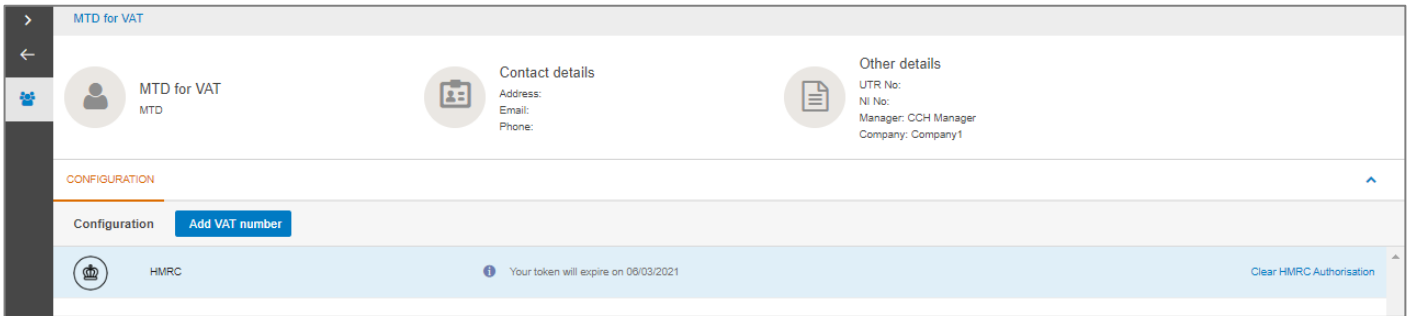 MTD for VAT
MTD for VAT
MTD
Contact details
Address:
Email:
Phone:
Other details
UTR No:
NI No:
Manager: CCH Manager
Company: Company1
CONFIGURATION
Configuration
Add VAT number
HMRC
Your token will expire on 06/03/2021
Clear HMRC Authorisation